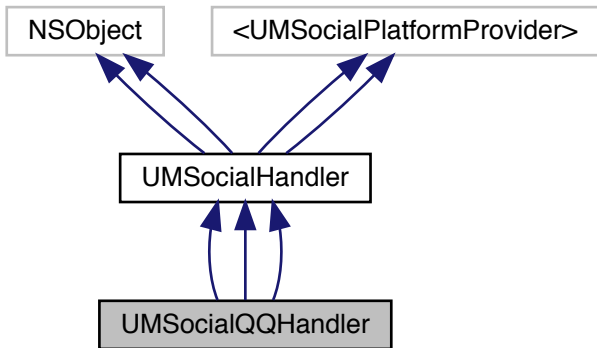 NSObject
<UMSocialPlatformProvider>
UMSocialHandler
UMSocialQQHandler